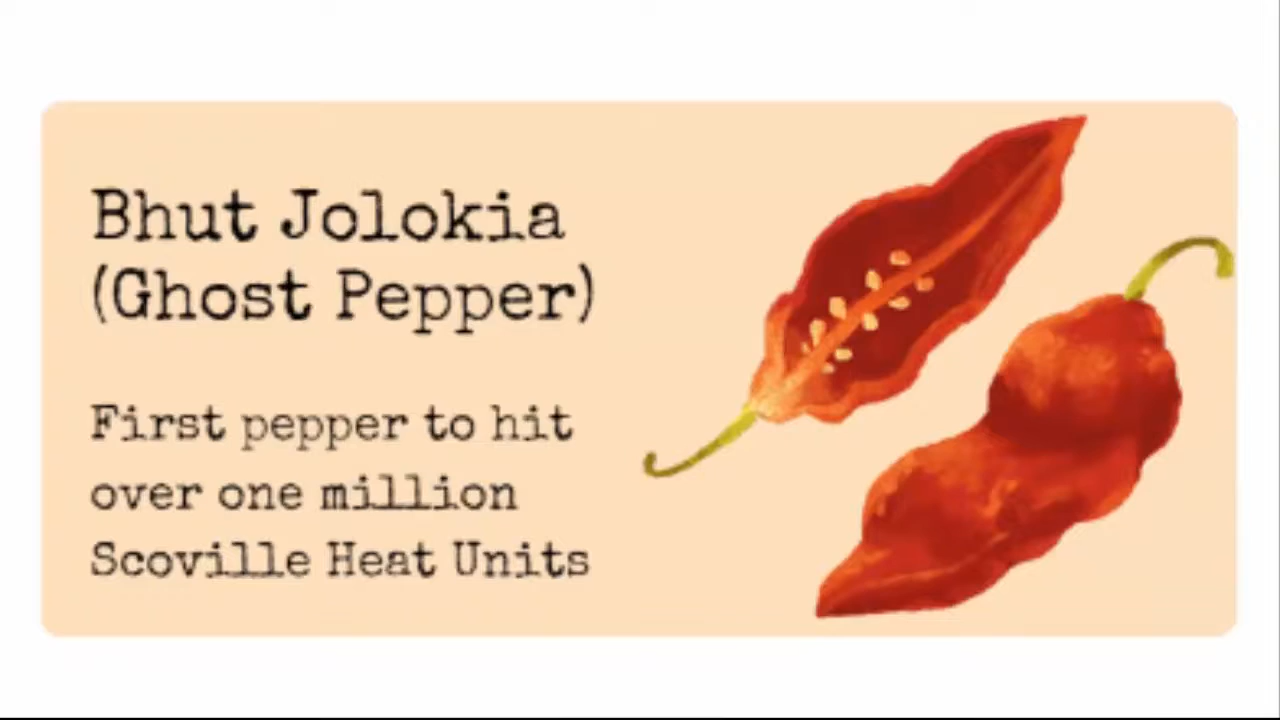 Bhut Jolokia
(Ghost Pepper)
First pepper to hit
over one million
Scoville Heat Units